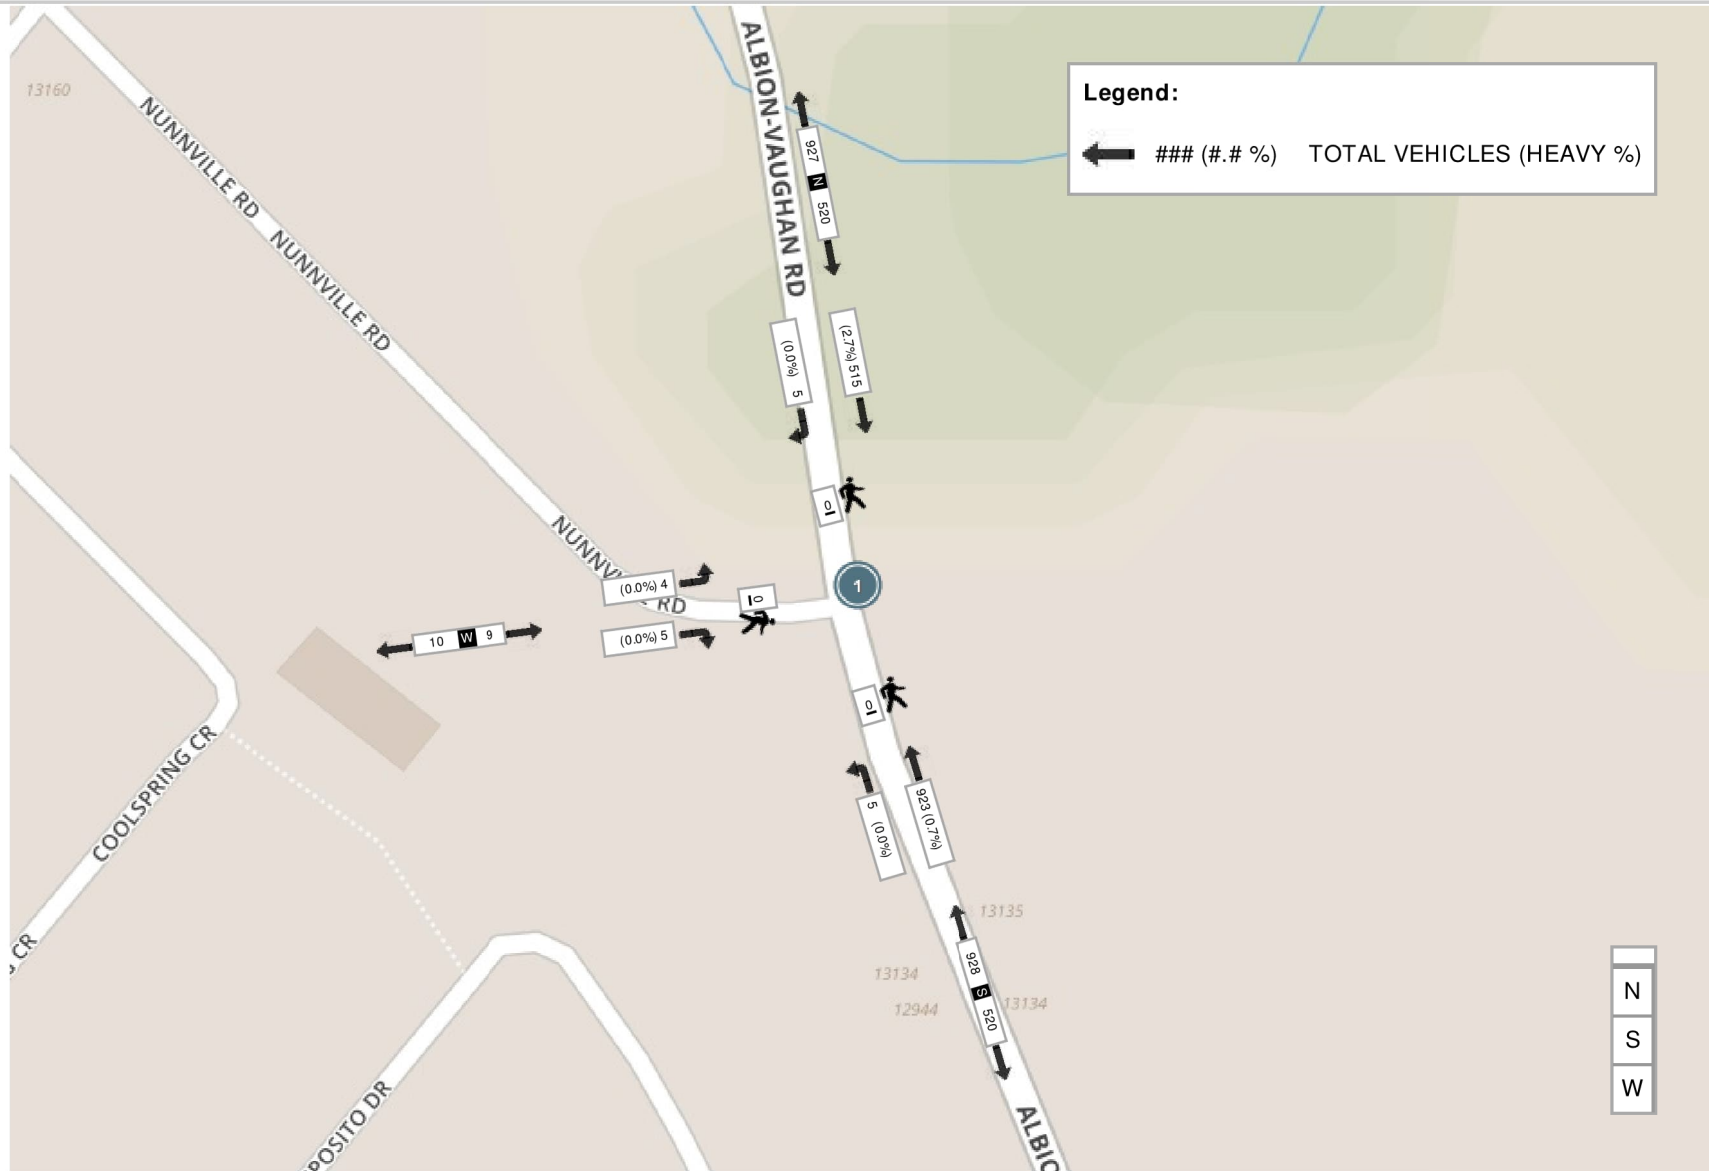 ALBION-VAUGHAN RD
Legend:
### (#.# %) TOTAL VEHICLES (HEAVY %)
13160
NUNNVILLE RD
NUNNVILLE RD
927 N 520
(0.0%) 5
(2.7%) 515
0
NUNNV
RD
(0.0%) 4
0
1
10 W 9
(0.0%) 5
0
COOLSPRING CR
5 (0.0%)
923 (0.7%)
13135
928 S 520
13134
13134
12944
CR
N
S
W
POSITO DR
ALBIO